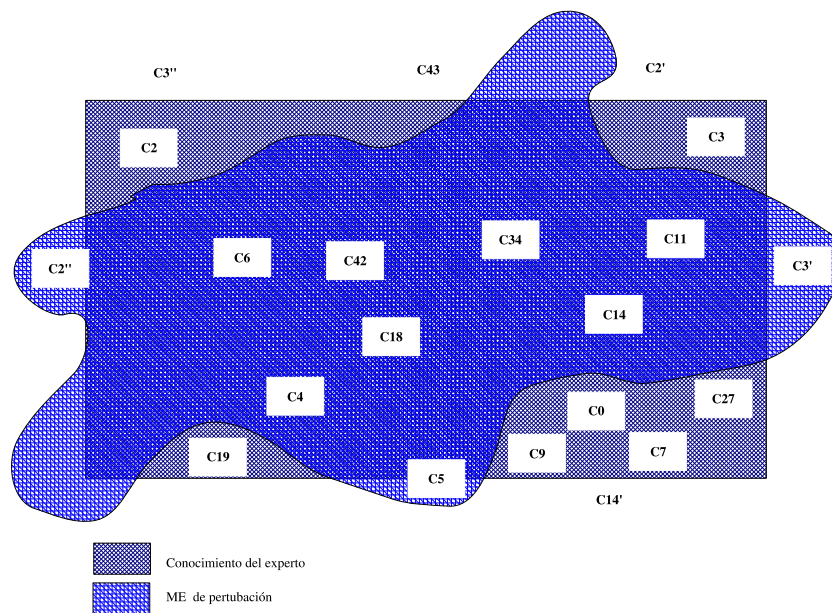 C3'' C43 C2'
C2 C3
C2'' C6 C42 C34 C11 C3'
C18 C14
C4 C0 C27
C19 C5 C9 C7
C14'
Conocimiento del experto
ME de pertubación